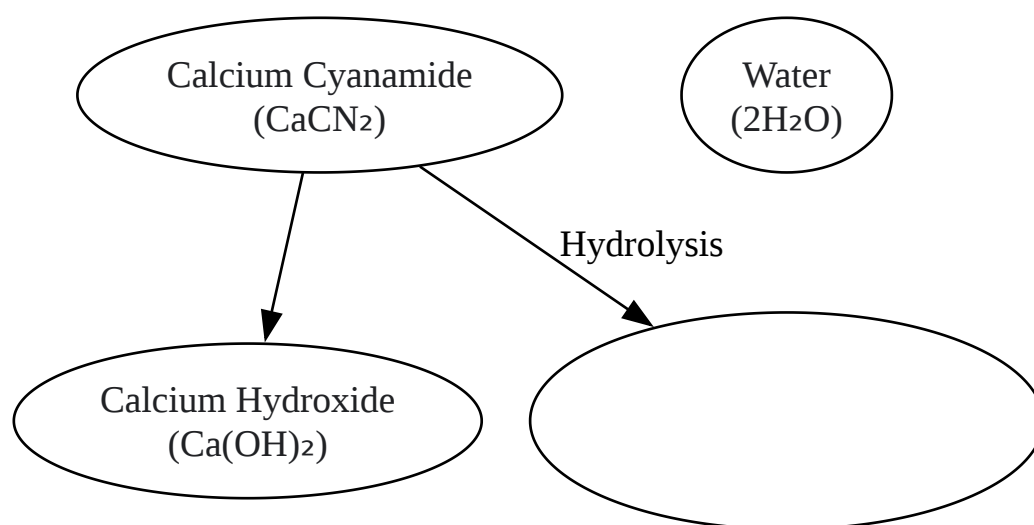 Calcium Cyanamide
(CaCN₂)
Water
(2H₂O)
Hydrolysis
Calcium Hydroxide
(Ca(OH)₂)